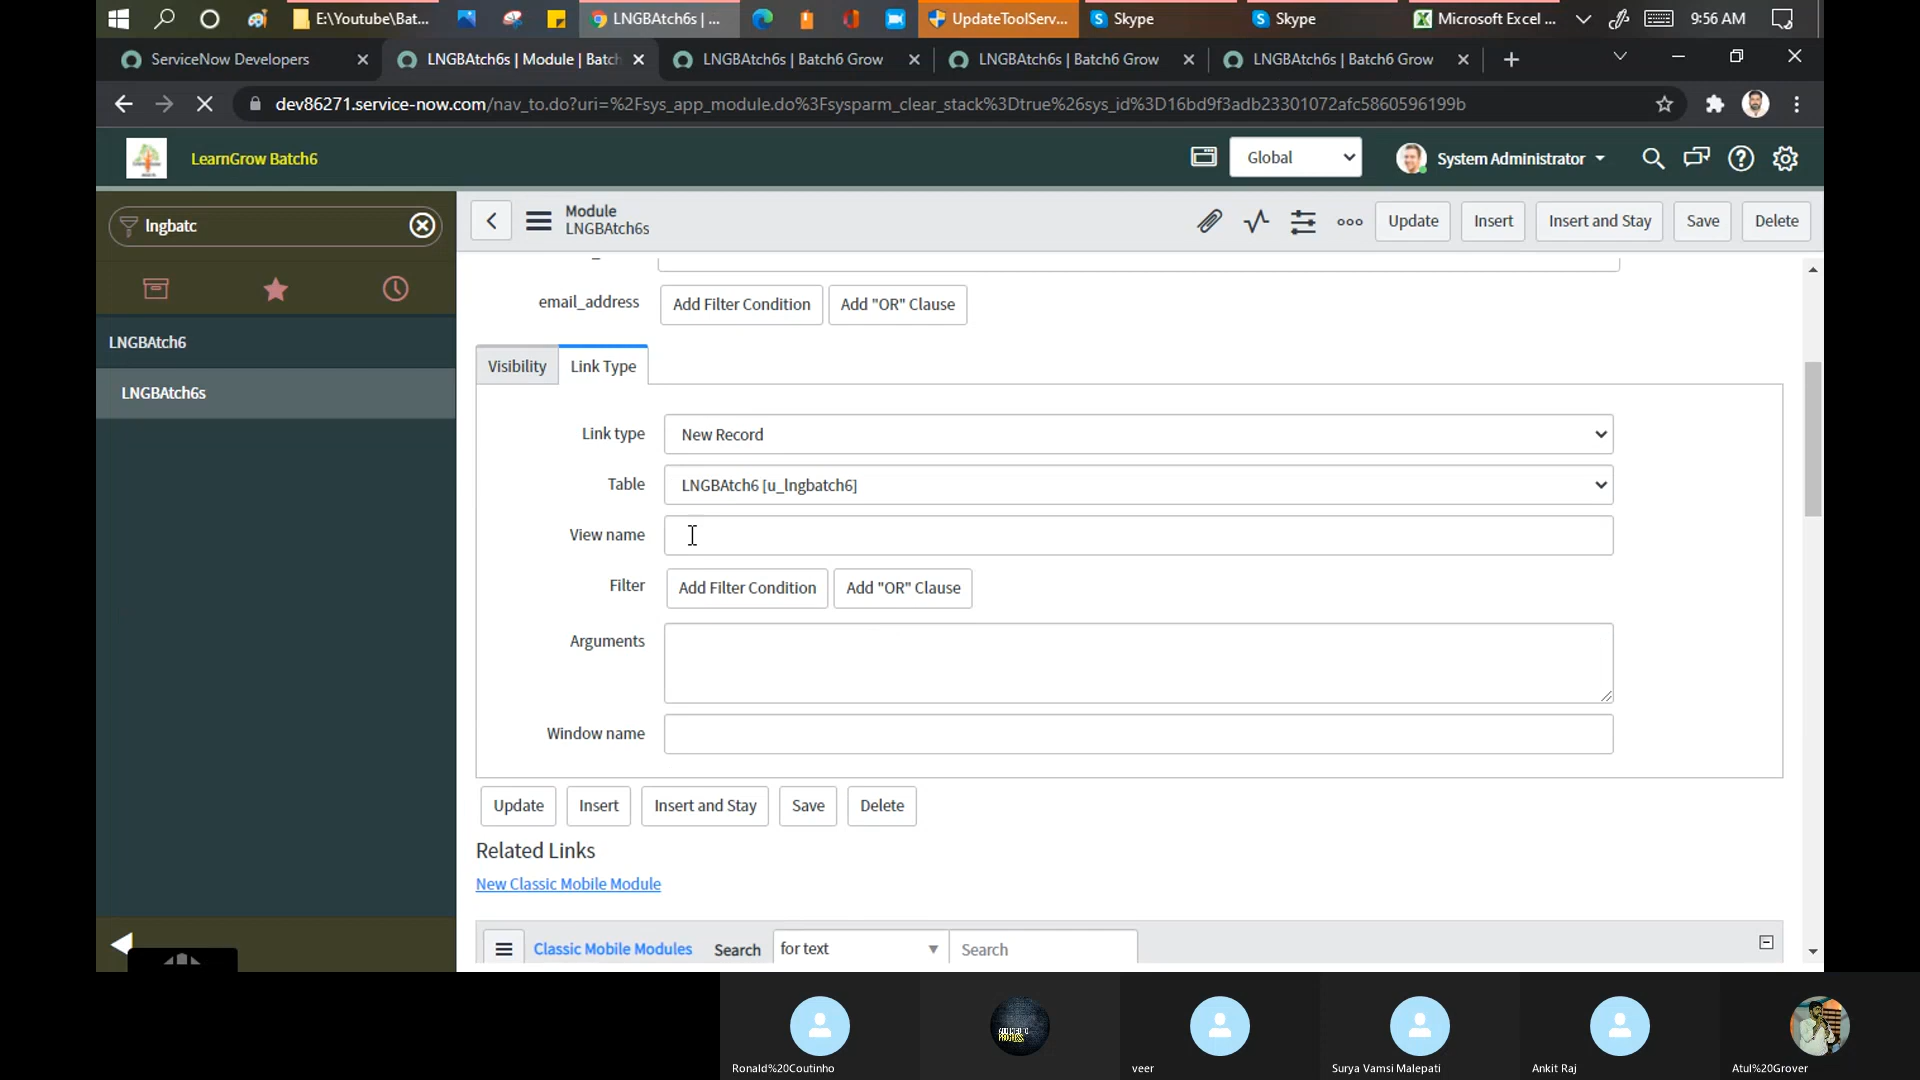 E:\Youtube\Bat...
LNGBAtch6s | ...
UpdateToolServ...
Skype
Skype
Microsoft Excel ...
9:56 AM
ServiceNow Developers
LNGBAtch6s | Module | Batch
LNGBAtch6s | Batch6 Grow
LNGBAtch6s | Batch6 Grow
LNGBAtch6s | Batch6 Grow
dev86271.service-now.com/nav_to.do?uri=%2Fsys_app_module.do%3Fsysparm_clear_stack%3Dtrue%26sys_id%3D16bd9f3adb23301072afc5860596199b
LearnGrow Batch6
Global
System Administrator
lngbatc
Module
LNGBAtch6s
Update
Insert
Insert and Stay
Save
Delete
LNGBAtch6
LNGBAtch6s
email_address
Add Filter Condition
Add "OR" Clause
Visibility
Link Type
Link type
New Record
Table
LNGBAtch6 [u_lngbatch6]
View name
Filter
Add Filter Condition
Add "OR" Clause
Arguments
Window name
Update
Insert
Insert and Stay
Save
Delete
Related Links
New Classic Mobile Module
Classic Mobile Modules
Search
for text
Search
Ronald%20Coutinho
veer
Surya Vamsi Malepati
Ankit Raj
Atul%20Grover